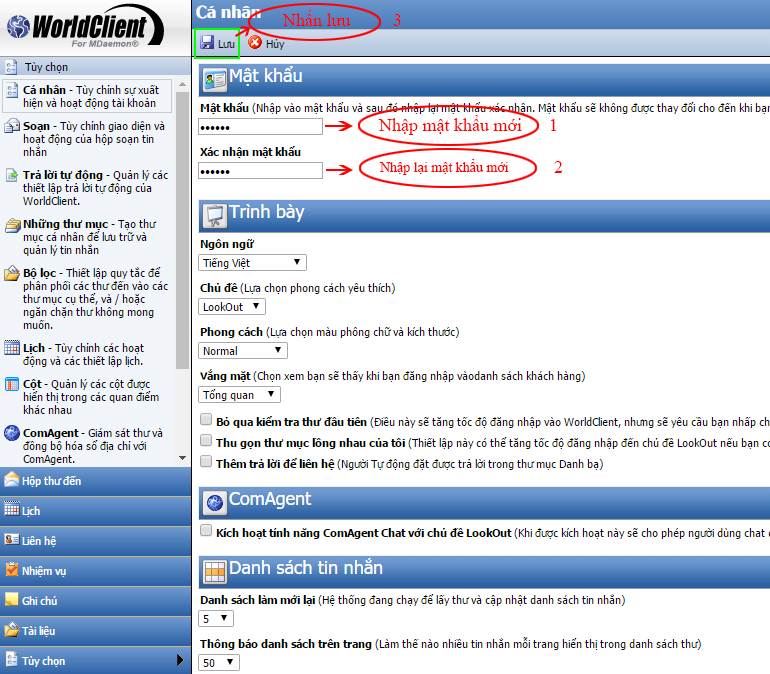 WorldClient
For MDaemon®
Tùy chọn
Cá nhân - Tùy chỉnh sự xuất
hiện và hoạt động tài khoản
Soạn - Tùy chỉnh giao diện và
hoạt động của hộp soạn tin
nhắn
Trả lời tự động - Quản lý các
thiết lập trả lời tự động của
WorldClient.
Những thư mục - Tạo thư
mục cá nhân để lưu trữ và
quản lý tin nhắn
Bộ lọc - Thiết lập quy tắc để
phân phối các thư đến vào các
thư mục cụ thể, và / hoặc
ngăn chặn thư không mong
muốn.
Lịch - Tùy chỉnh các hoạt
động và các thiết lập lịch.
Cột - Quản lý các cột được
hiển thị trong các quan điểm
khác nhau
ComAgent - Giám sát thư và
đồng bộ hóa số địa chỉ với
ComAgent.
Hộp thư đến
Lịch
Liên hệ
Nhiệm vụ
Ghi chú
Tài liệu
Tùy chọn
Cá nhân
Nhấn lưu 3
Lưu Hủy
Mật khẩu
Mật khẩu (Nhập vào mật khẩu và sau đó nhập lại mật khẩu xác nhận. Mật khẩu sẽ không được thay đổi cho đến khi bạn
•••••• Nhập mật khẩu mới 1
Xác nhận mật khẩu
•••••• Nhập lại mật khẩu mới 2
Trình bày
Ngôn ngữ
Tiếng Việt
Chủ đề (Lựa chọn phong cách yêu thích)
LookOut
Phong cách (Lựa chọn màu phông chữ và kích thước)
Normal
Vắng mặt (Chọn xem bạn sẽ thấy khi bạn đăng nhập vàodanh sách khách hàng)
Tổng quan
Bỏ qua kiểm tra thư đầu tiên (Điều này sẽ tăng tốc độ đăng nhập vào WorldClient, nhưng sẽ yêu cầu bạn nhấp ch
Thu gọn thư mục lồng nhau của tôi (Thiết lập này có thể tăng tốc độ đăng nhập đến chủ đề LookOut nếu bạn có
Thêm trả lời để liên hệ (Người Tự động đặt được trả lời trong thư mục Danh bạ)
ComAgent
Kích hoạt tính năng ComAgent Chat với chủ đề LookOut (Khi được kích hoạt này sẽ cho phép người dùng chat
Danh sách tin nhắn
Danh sách làm mới lại (Hệ thống đang chạy để lấy thư và cập nhật danh sách tin nhắn)
5
Thông báo danh sách trên trang (Làm thế nào nhiều tin nhắn mỗi trang hiển thị trong danh sách thư)
50